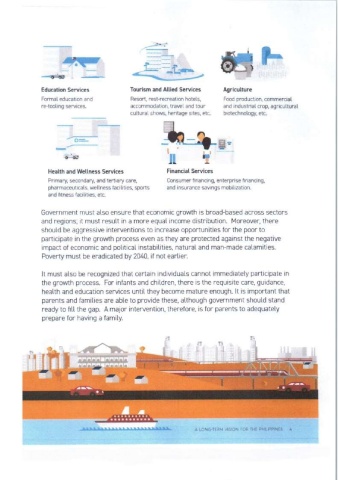 Education Services
Formal education and
re-tooling services.
Tourism and Allied Services
Resort, rest-recreation hotels,
accommodation, travel and tour
cultural shows, heritage sites, etc.
Agriculture
Food production, commercial
and industrial crop, agricultural
biotechnology, etc.
Health and Wellness Services
Primary, secondary, and tertiary care,
pharmaceuticals, wellness facilities, sports
and fitness facilities, etc.
Financial Services
Consumer financing, enterprise financing,
and insurance savings mobilization.
Government must also ensure that economic growth is broad-based across sectors
and regions; it must result in a more equal income distribution. Moreover, there
should be aggressive interventions to increase opportunities for the poor to
participate in the growth process even as they are protected against the negative
impact of economic and political instabilities, natural and man-made calamities.
Poverty must be eradicated by 2040, if not earlier.
It must also be recognized that certain individuals cannot immediately participate in
the growth process. For infants and children, there is the requisite care, guidance,
health and education services until they become mature enough. It is important that
parents and families are able to provide these, although government should stand
ready to fill the gap. A major intervention, therefore, is for parents to adequately
prepare for having a family.
A LONGTERM VISION FOR THE PHILIPPINES